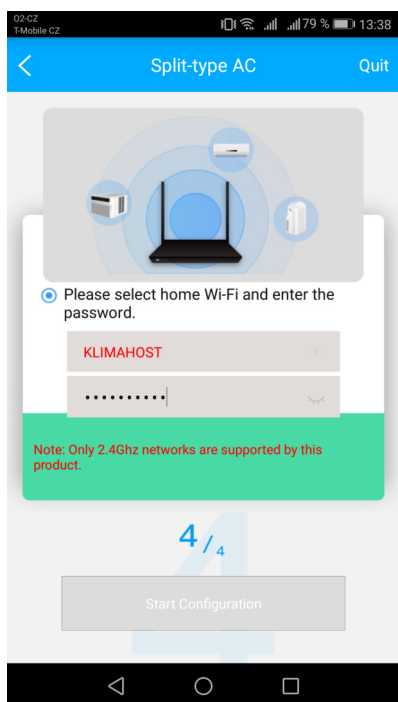 O2-CZ
T-Mobile CZ
79 % 13:38
Split-type AC Quit
Please select home Wi-Fi and enter the
password.
KLIMAHOST
••••••••••
Note: Only 2.4Ghz networks are supported by this
product.
4/4
Start Configuration